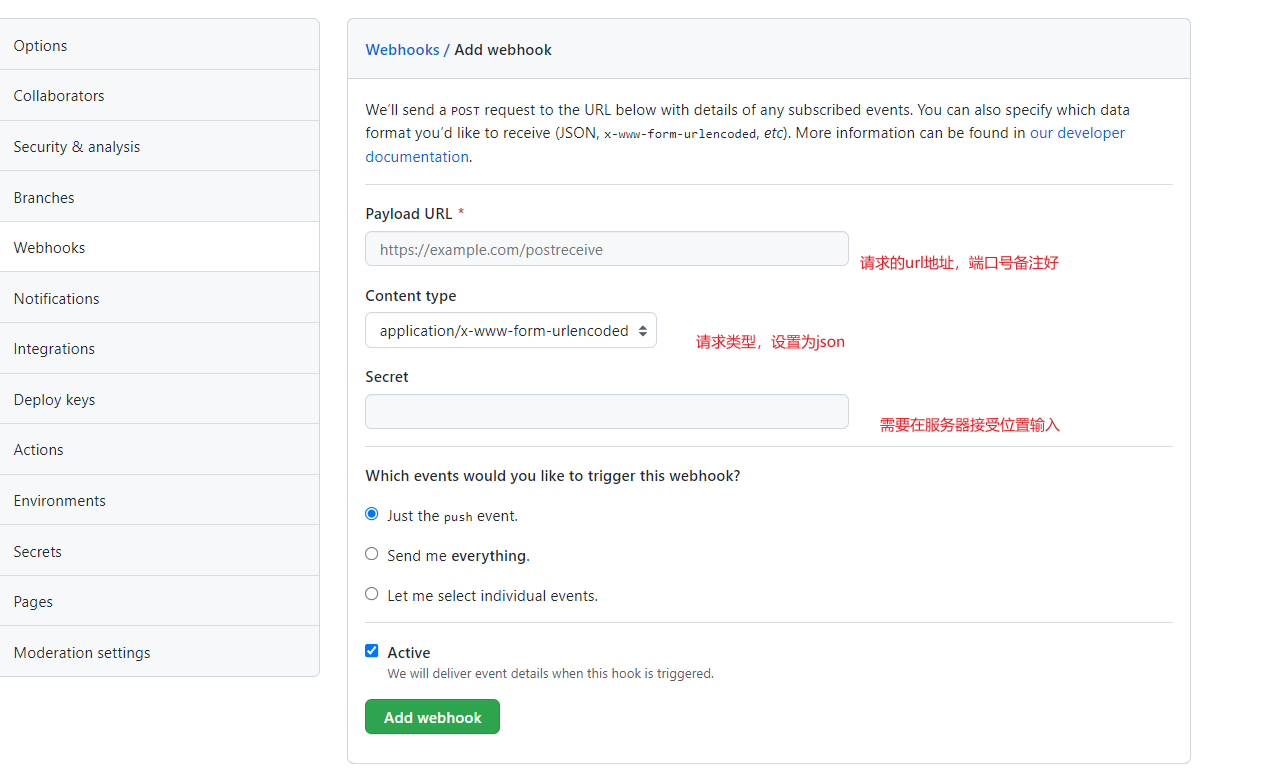 Options
Collaborators
Security & analysis
Branches
Webhooks
Notifications
Integrations
Deploy keys
Actions
Environments
Secrets
Pages
Moderation settings
Webhooks / Add webhook
We’ll send a POST request to the URL below with details of any subscribed events. You can also specify which data
format you’d like to receive (JSON, x-www-form-urlencoded, etc). More information can be found in our developer
documentation.
Payload URL *
https://example.com/postreceive
请求的url地址，端口号备注好
Content type
application/x-www-form-urlencoded
请求类型，设置为json
Secret
需要在服务器接受位置输入
Which events would you like to trigger this webhook?
Just the push event.
Send me everything.
Let me select individual events.
Active
We will deliver event details when this hook is triggered.
Add webhook